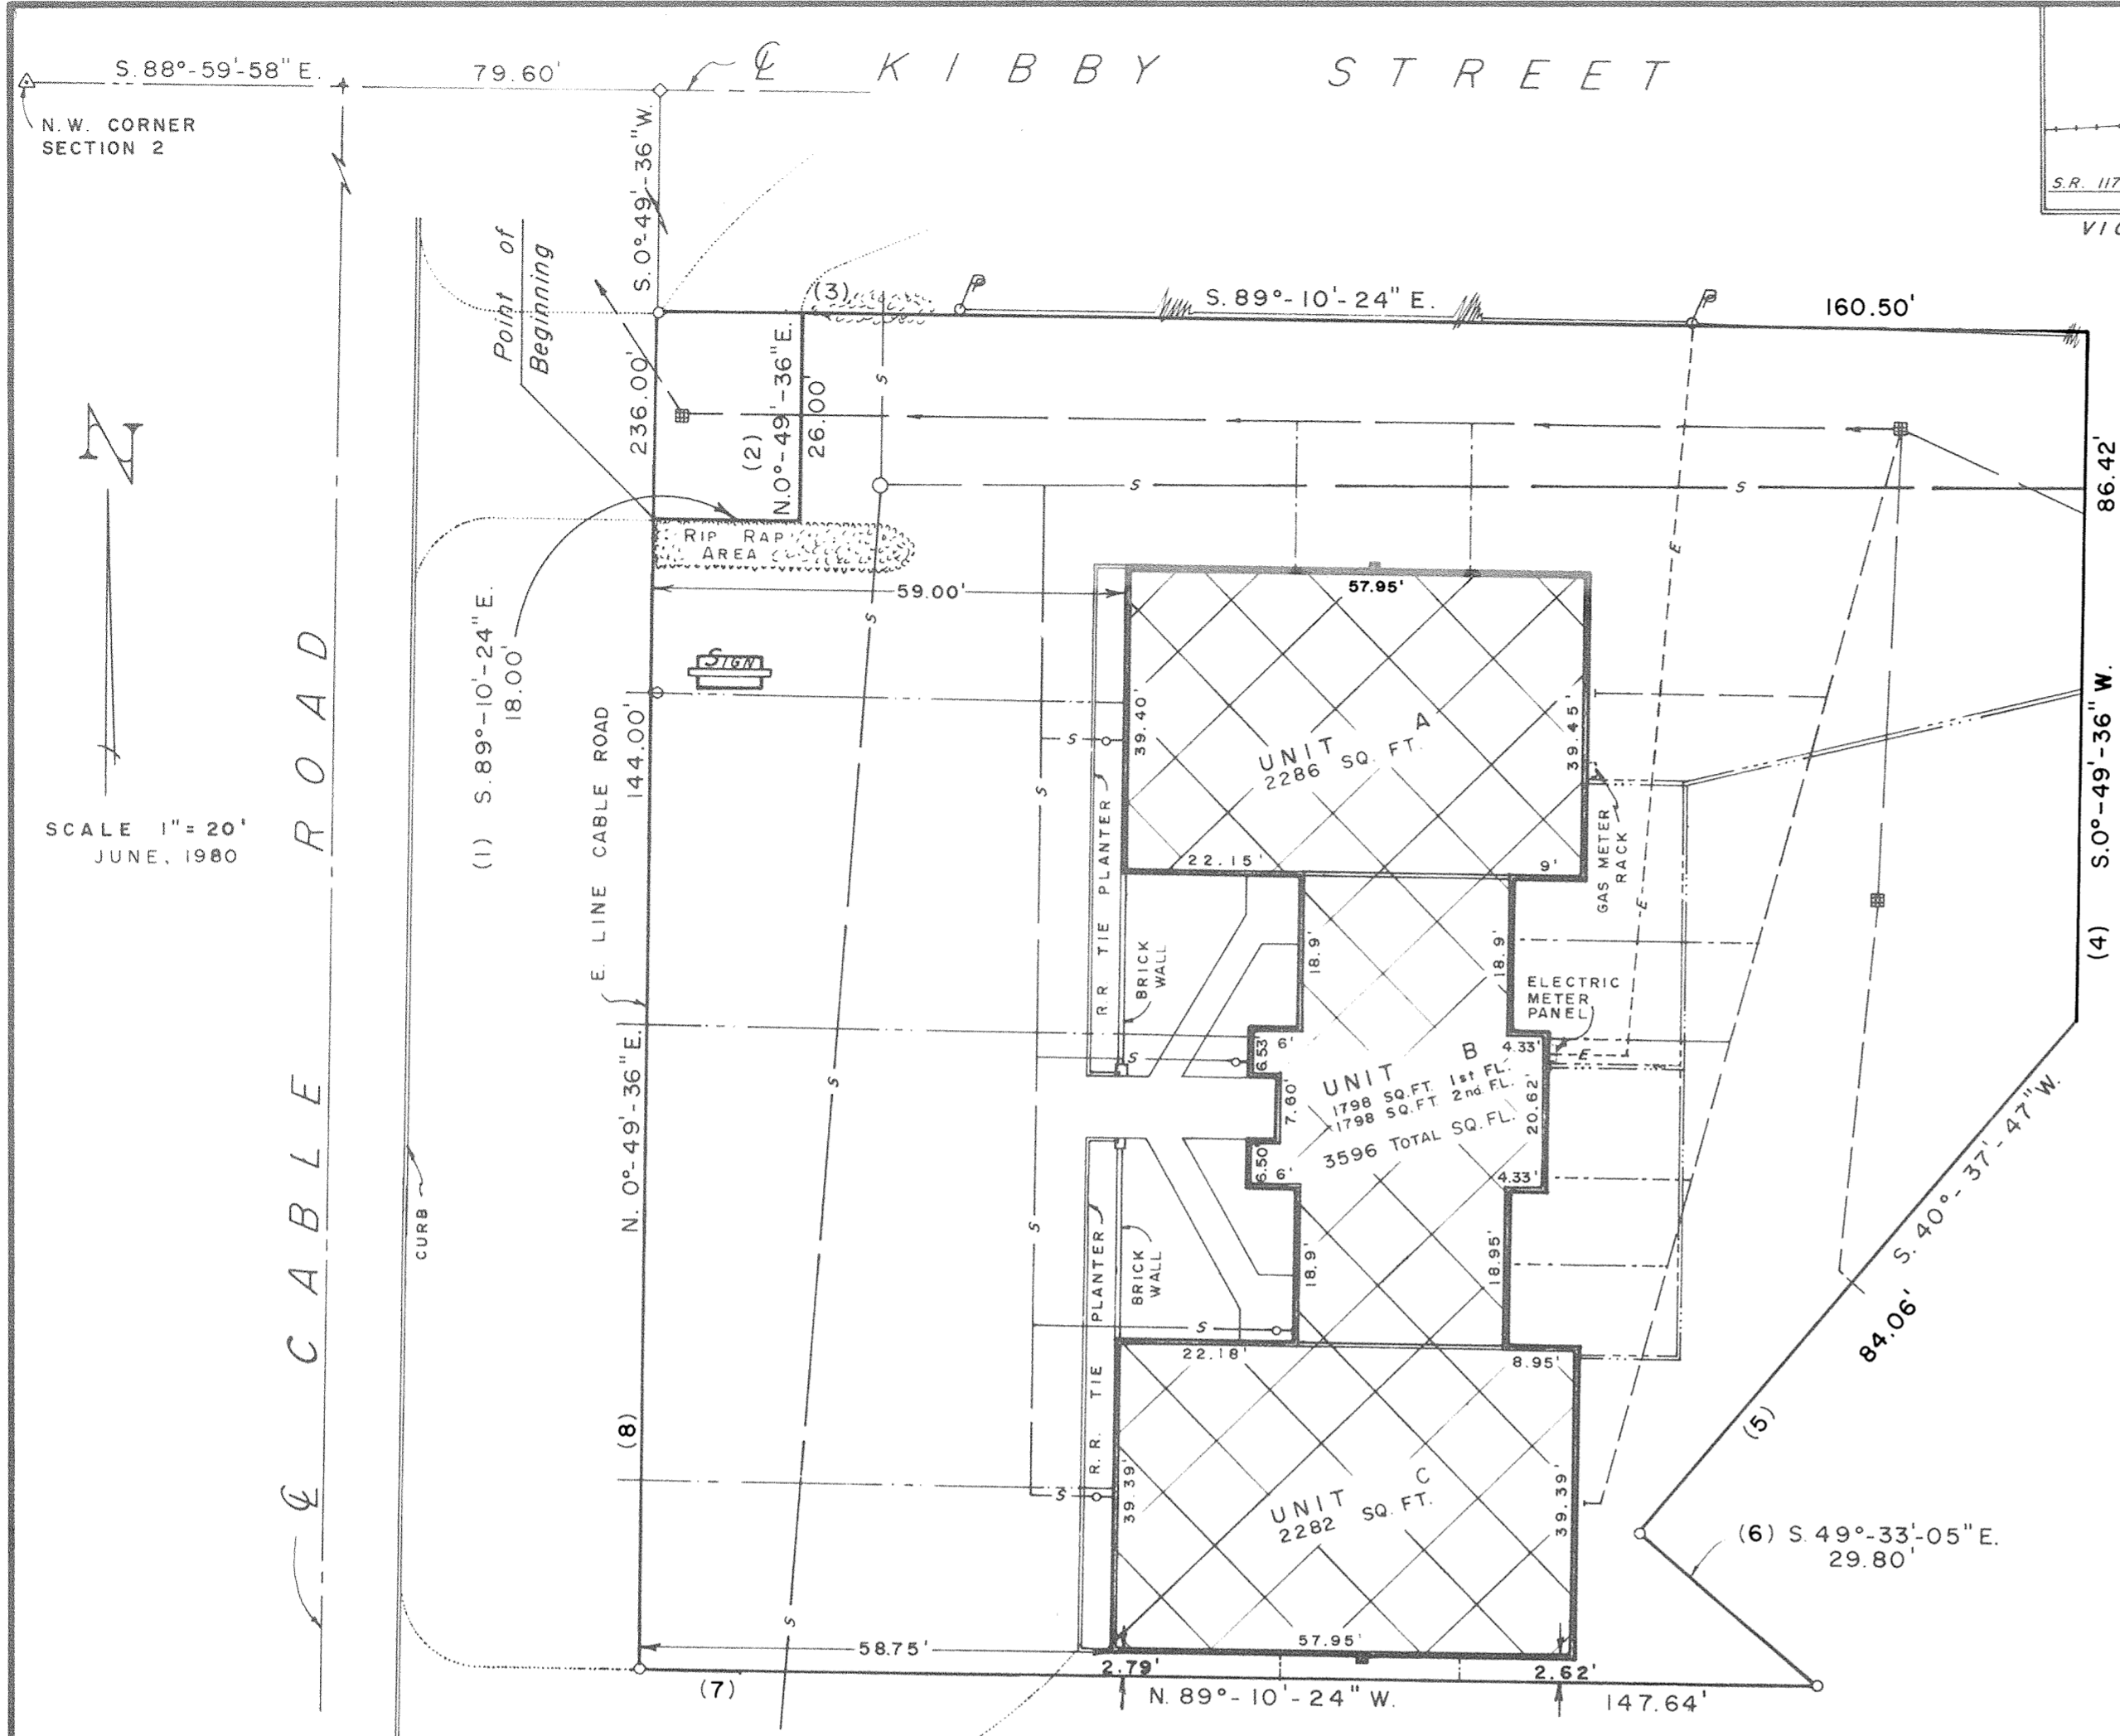 S. 88°-59'-58" E.
79.60'
℄ KIBBY STREET
N.W. CORNER
SECTION 2
S. 0°-49'-36" W.
S.R. 117
Point of
Beginning
(3)
S. 89°-10'-24" E.
160.50'
236.00'
(2)
N. 0°-49'-36" E.
26.00'
N
S
S
S
86.42'
RIP RAP
AREA
59.00'
57.95'
E
S
(1) S. 89°-10'-24" E.
18.00'
SIGN
E. LINE CABLE ROAD
144.00'
SCALE 1" = 20'
JUNE, 1980
39.40'
S
UNIT A
2286 SQ. FT.
39.45'
S
R.R TIE PLANTER
GAS METER
RACK
22.15'
9'
E
(4) S. 0°-49'-36" W.
BRICK
WALL
18.9'
18.9'
ELECTRIC
METER
PANEL
E
S
S
6.53'
6'
7.60'
6.50'
6'
4.33'
20.62'
4.33'
UNIT B
1798 SQ. FT. 1st FL.
1798 SQ. FT. 2nd FL.
3596 TOTAL SQ. FL.
℄ CABLE ROAD
CURB
N. 0°-49'-36" E.
(8)
S
R.R. TIE PLANTER
BRICK
WALL
18.9'
18.95'
S. 40°-37'-47" W.
84.06'
(5)
S
22.18'
8.95'
S
39.39'
UNIT C
2282 SQ. FT.
39.39'
(6) S. 49°-33'-05" E.
29.80'
S
58.75'
57.95'
2.79'
2.62'
(7)
N. 89°-10'-24" W.
147.64'